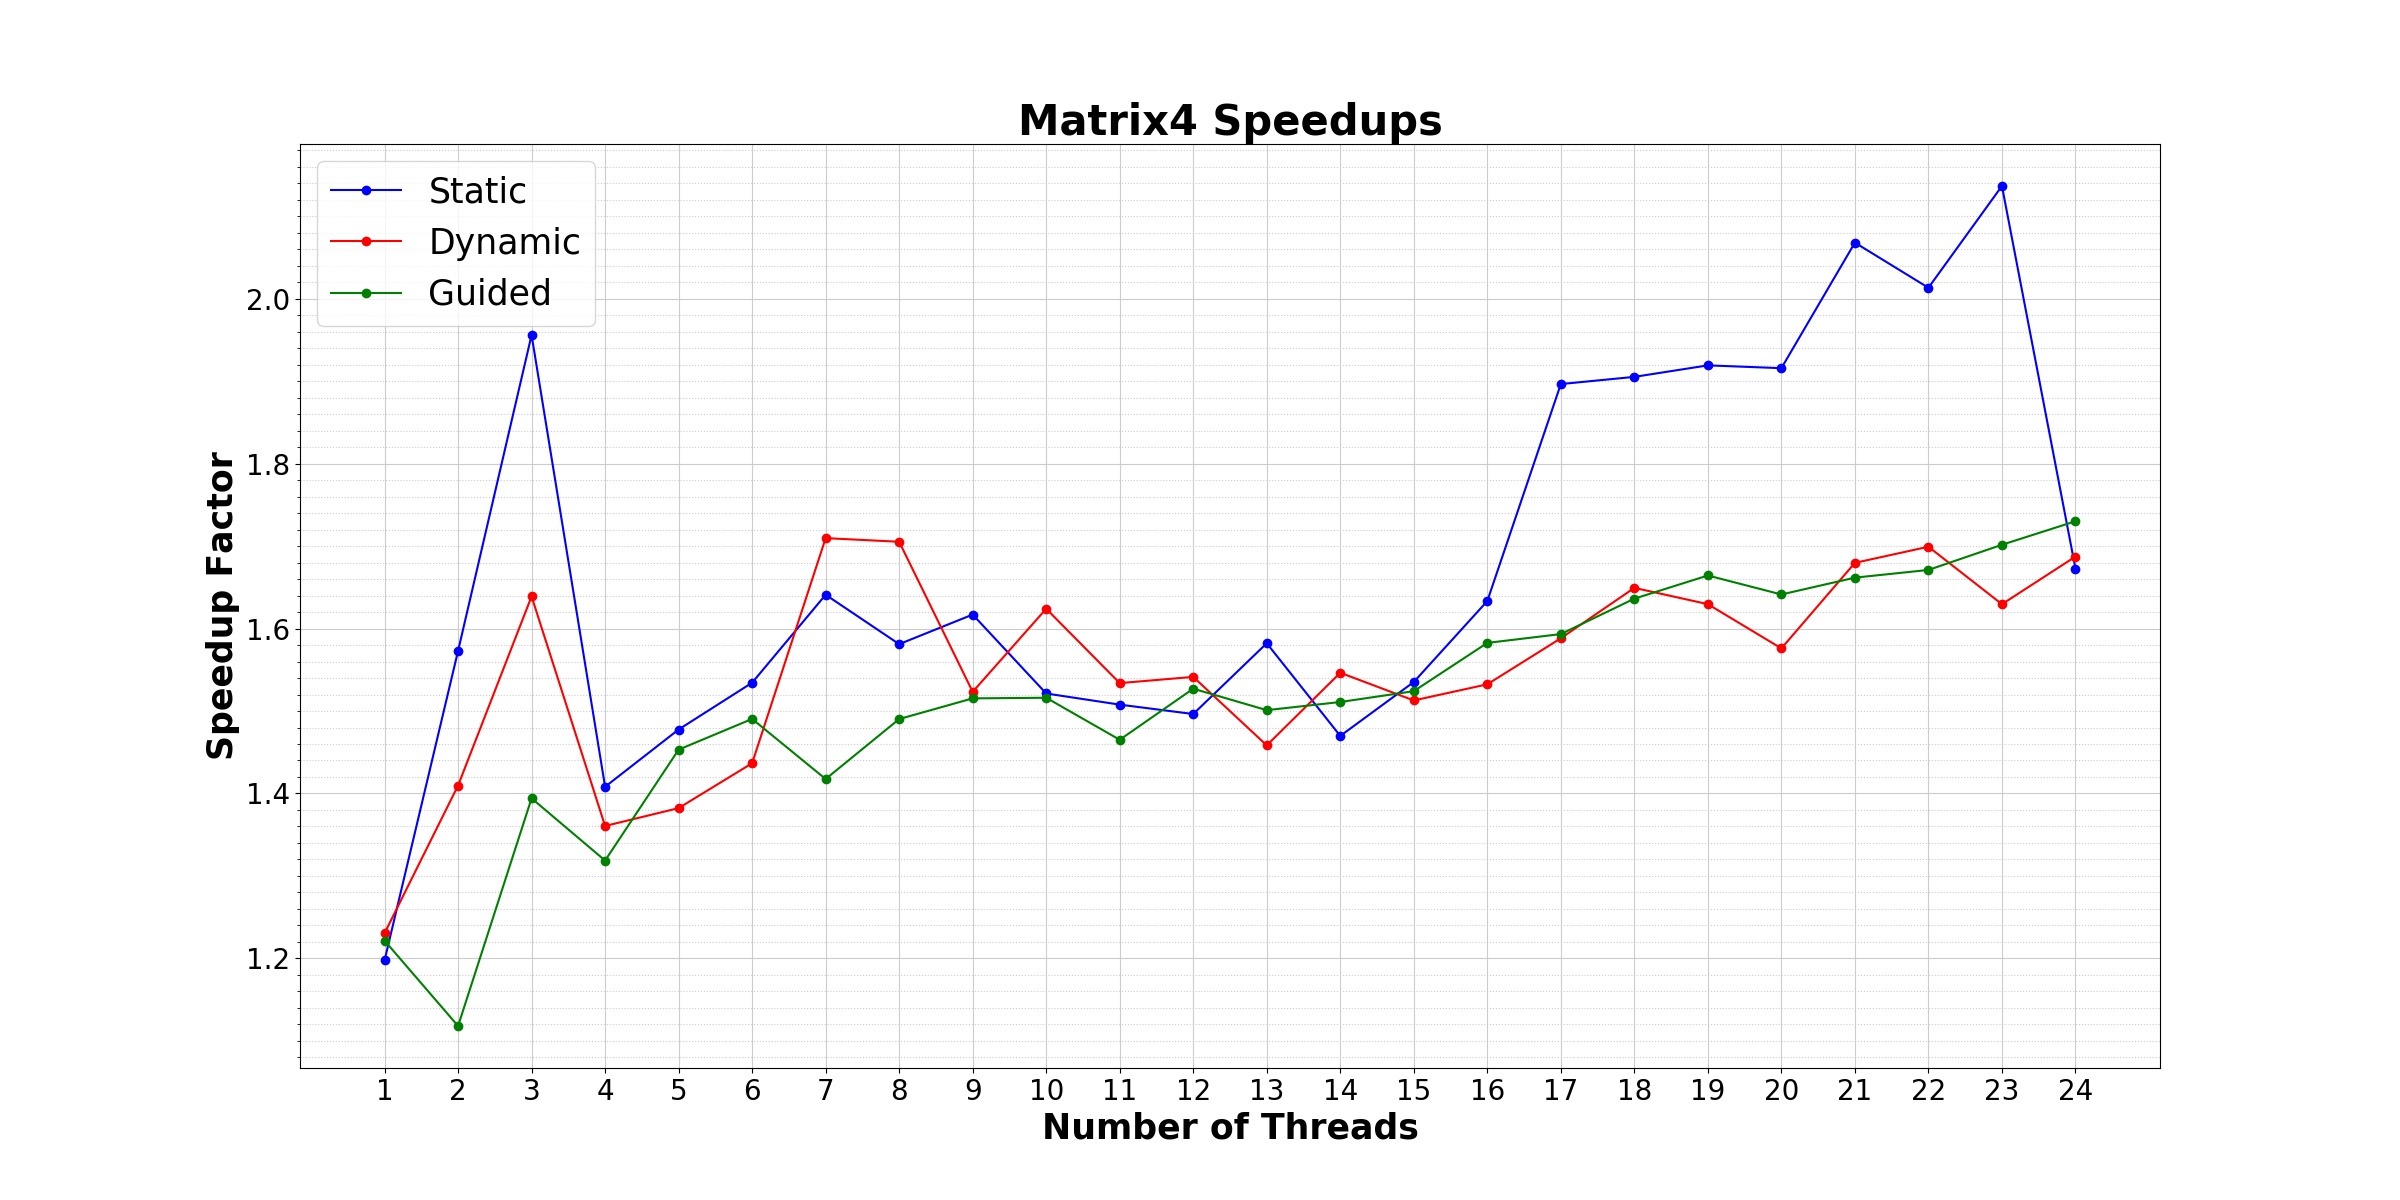 Matrix4 Speedups
Static
Dynamic
Guided
Speedup Factor
2.0
1.8
1.6
1.4
1.2
1 2 3 4 5 6 7 8 9 10 11 12 13 14 15 16 17 18 19 20 21 22 23 24
Number of Threads